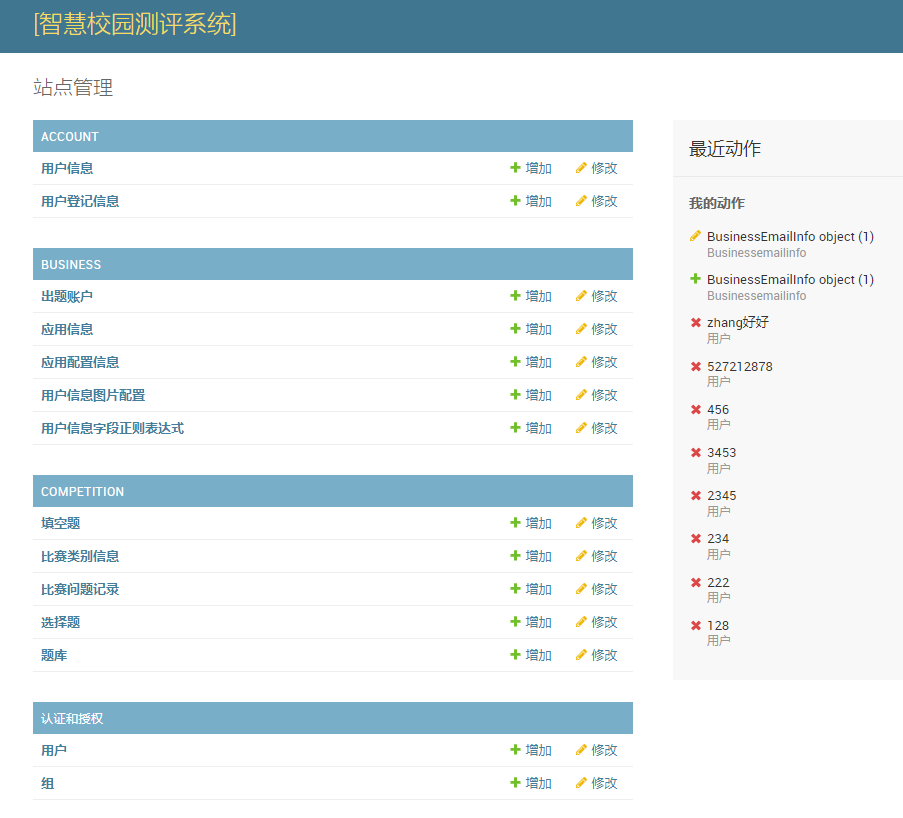 [智慧校园测评系统]
站点管理
ACCOUNT
用户信息 增加 修改
用户登记信息 增加 修改
BUSINESS
出题账户 增加 修改
应用信息 增加 修改
应用配置信息 增加 修改
用户信息图片配置 增加 修改
用户信息字段正则表达式 增加 修改
COMPETITION
填空题 增加 修改
比赛类别信息 增加 修改
比赛问题记录 增加 修改
选择题 增加 修改
题库 增加 修改
认证和授权
用户 增加 修改
组 增加 修改
最近动作
我的动作
BusinessEmailInfo object (1)
Businessemailinfo
BusinessEmailInfo object (1)
Businessemailinfo
zhang好好
用户
527212878
用户
456
用户
3453
用户
2345
用户
234
用户
222
用户
128
用户